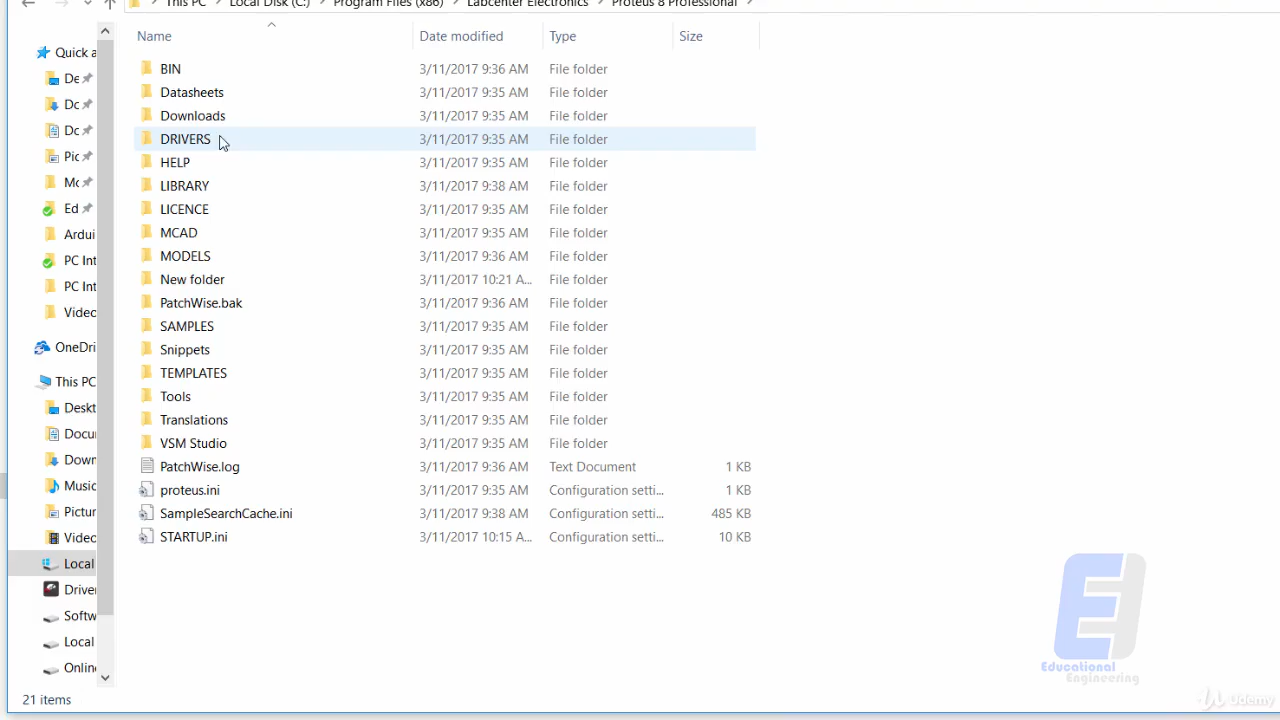 This PC > Local Disk (C:) > Program Files (x86) > Labcenter Electronics > Proteus 8 Professional >
Name Date modified Type Size
Quick a
De
Dc
Dc
Pic
Mc
Ed
Ardui
PC Int
PC Int
Video
OneDri
This PC
Deskt
Docu
Down
Music
Pictur
Video
Local
Drive
Softw
Local
Online
BIN 3/11/2017 9:36 AM File folder
Datasheets 3/11/2017 9:35 AM File folder
Downloads 3/11/2017 9:35 AM File folder
DRIVERS 3/11/2017 9:35 AM File folder
HELP 3/11/2017 9:35 AM File folder
LIBRARY 3/11/2017 9:38 AM File folder
LICENCE 3/11/2017 9:35 AM File folder
MCAD 3/11/2017 9:35 AM File folder
MODELS 3/11/2017 9:36 AM File folder
New folder 3/11/2017 10:21 A... File folder
PatchWise.bak 3/11/2017 9:36 AM File folder
SAMPLES 3/11/2017 9:35 AM File folder
Snippets 3/11/2017 9:35 AM File folder
TEMPLATES 3/11/2017 9:35 AM File folder
Tools 3/11/2017 9:35 AM File folder
Translations 3/11/2017 9:35 AM File folder
VSM Studio 3/11/2017 9:35 AM File folder
PatchWise.log 3/11/2017 9:36 AM Text Document 1 KB
proteus.ini 3/11/2017 9:35 AM Configuration setti... 1 KB
SampleSearchCache.ini 3/11/2017 9:38 AM Configuration setti... 485 KB
STARTUP.ini 3/11/2017 10:15 A... Configuration setti... 10 KB
21 items
Educational
Engineering
Udemy